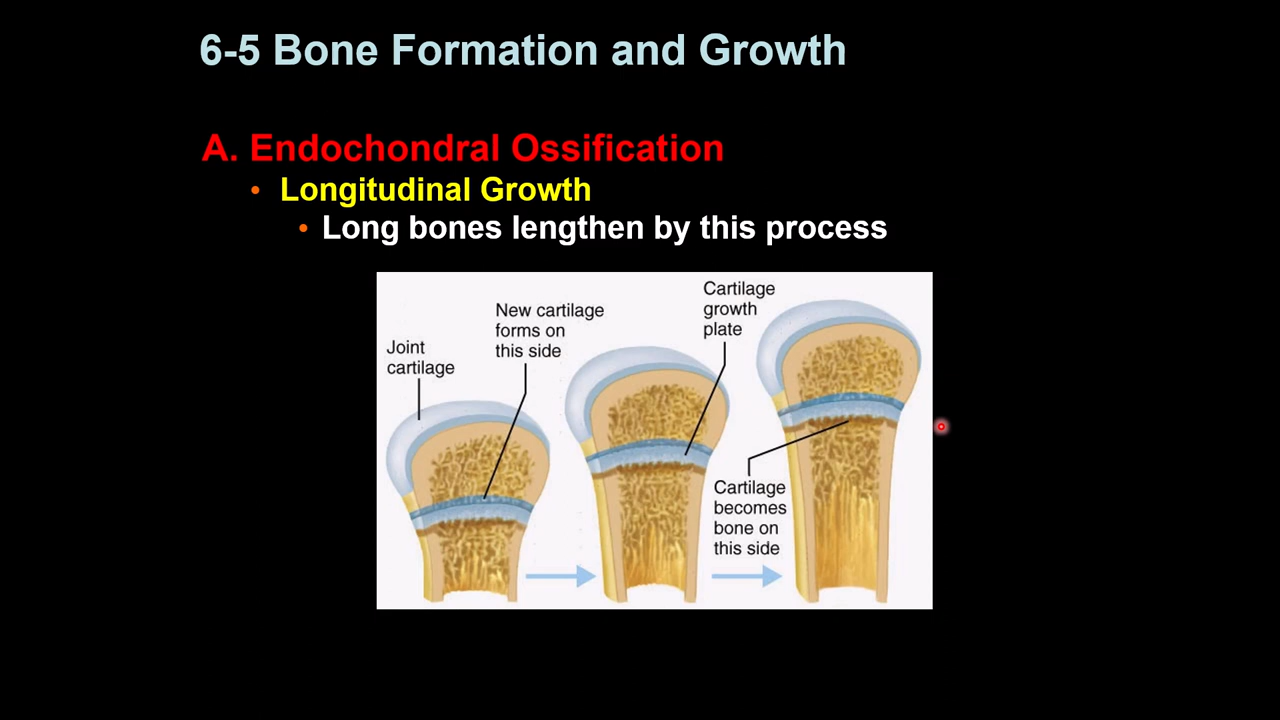 6-5 Bone Formation and Growth
A. Endochondral Ossification
• Longitudinal Growth
• Long bones lengthen by this process
Joint
cartilage
New cartilage
forms on
this side
Cartilage
growth
plate
Cartilage
becomes
bone on
this side